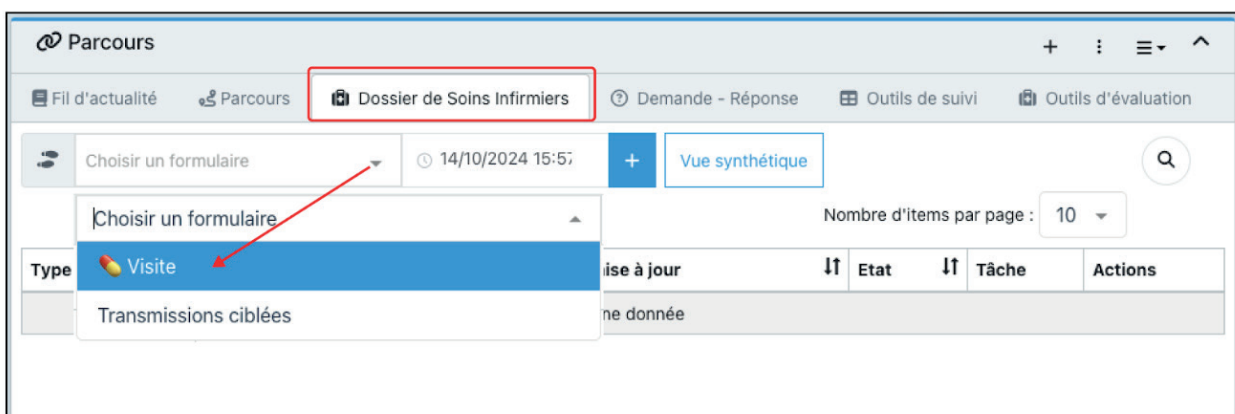 Parcours
Fil d'actualité Parcours Dossier de Soins Infirmiers Demande - Réponse Outils de suivi Outils d'évaluation
Choisir un formulaire 14/10/2024 15:57 + Vue synthétique
Choisir un formulaire Nombre d'items par page : 10
Visite
Type ise à jour Etat Tâche Actions
Transmissions ciblées ne donnée